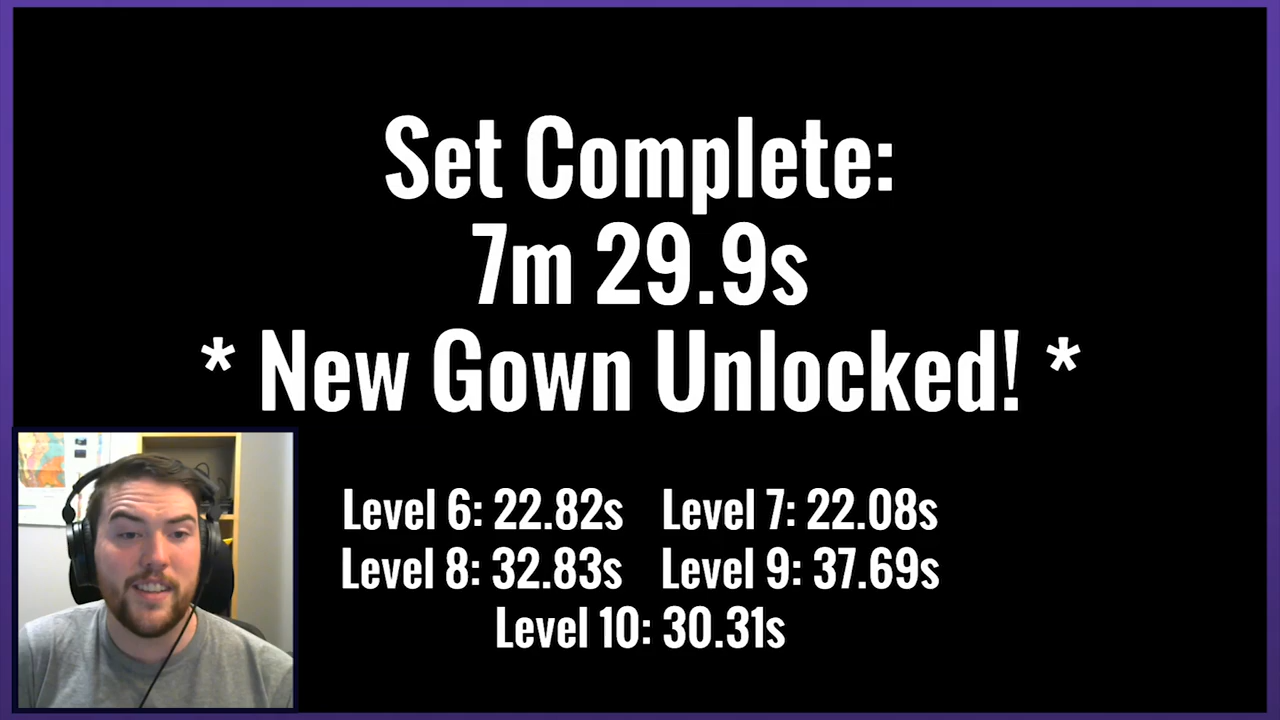 Set Complete:
7m 29.9s
* New Gown Unlocked! *
Level 6: 22.82s Level 7: 22.08s
Level 8: 32.83s Level 9: 37.69s
Level 10: 30.31s